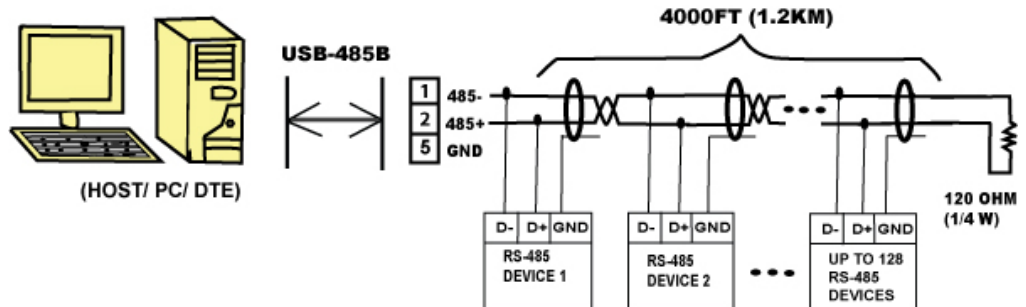 4000FT (1.2KM)
USB-485B
1 485-
2 485+
5 GND
(HOST/ PC/ DTE)
120 OHM
(1/4 W)
D- D+ GND
RS-485
DEVICE 1
D- D+ GND
RS-485
DEVICE 2
D- D+ GND
UP TO 128
RS-485
DEVICES